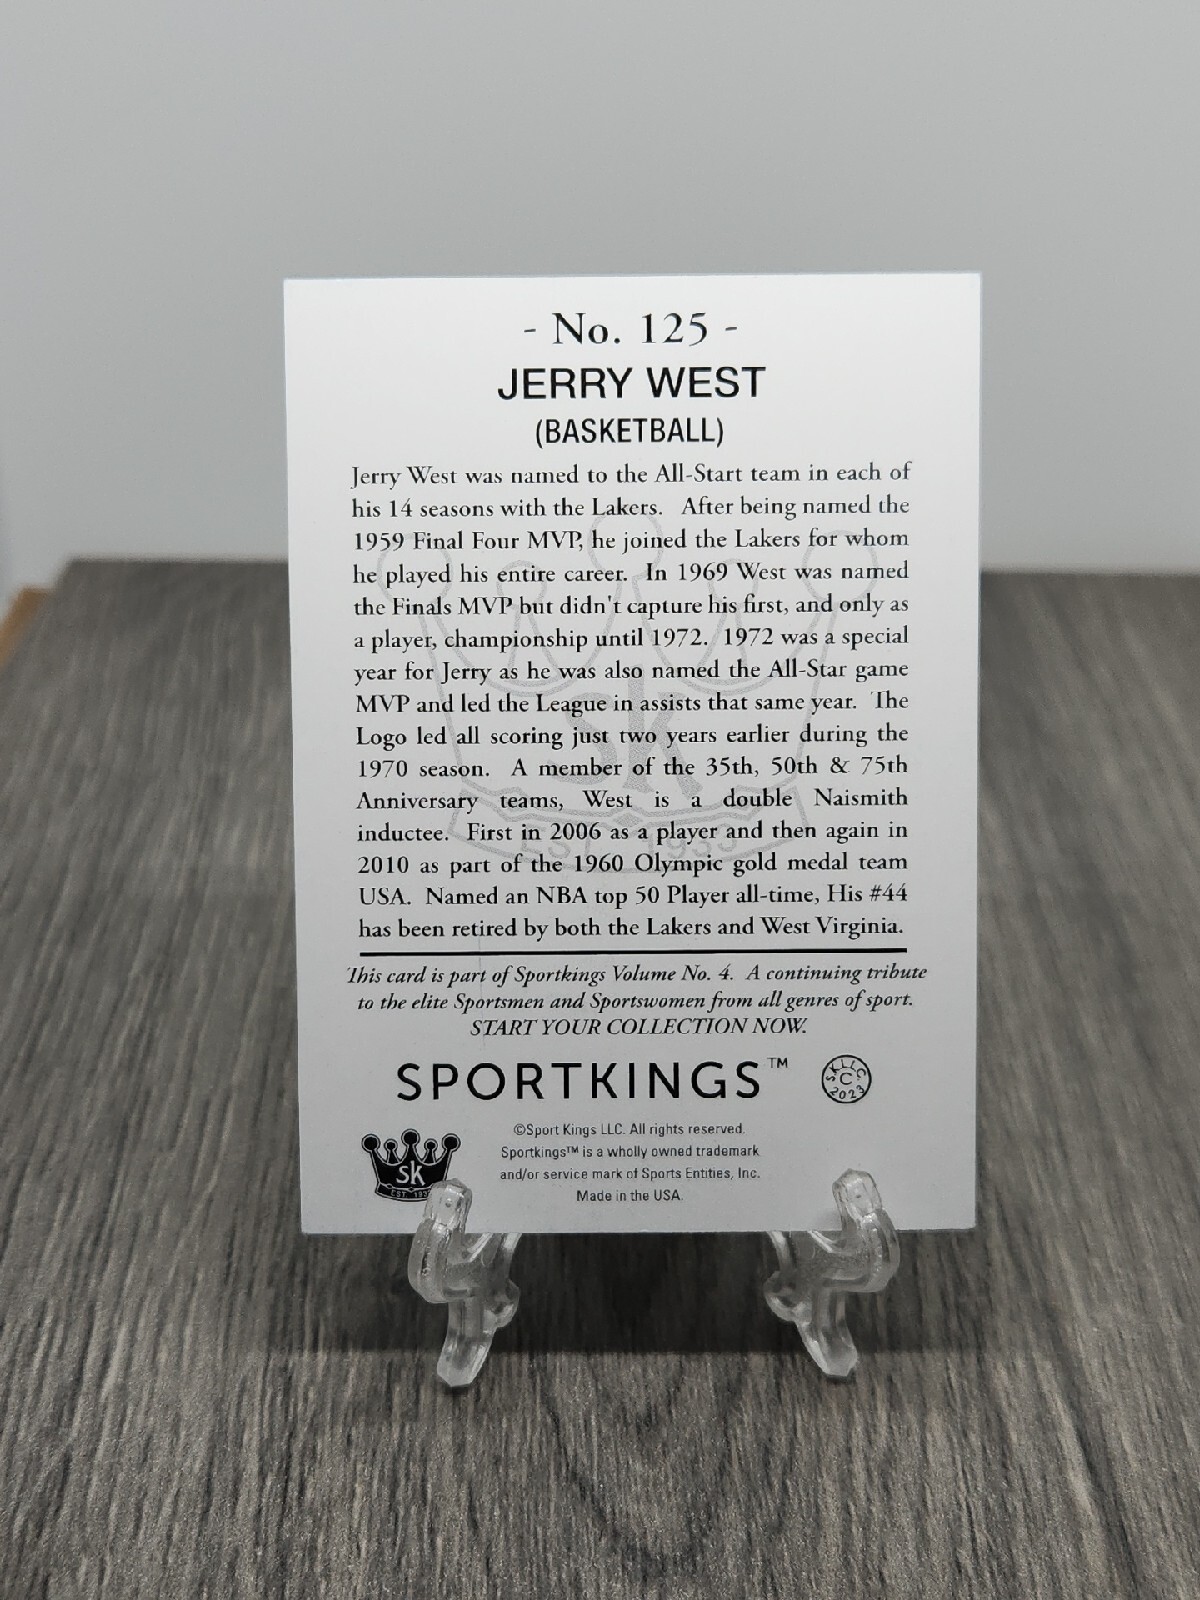 - No. 125 -
JERRY WEST
(BASKETBALL)
Jerry West was named to the All-Start team in each of
his 14 seasons with the Lakers. After being named the
1959 Final Four MVP, he joined the Lakers for whom
he played his entire career. In 1969 West was named
the Finals MVP but didn't capture his first, and only as
a player, championship until 1972. 1972 was a special
year for Jerry as he was also named the All-Star game
MVP and led the League in assists that same year. The
Logo led all scoring just two years earlier during the
1970 season. A member of the 35th, 50th & 75th
Anniversary teams, West is a double Naismith
inductee. First in 2006 as a player and then again in
2010 as part of the 1960 Olympic gold medal team
USA. Named an NBA top 50 Player all-time, His #44
has been retired by both the Lakers and West Virginia.
sk
EST 1933
This card is part of Sportkings Volume No. 4. A continuing tribute
to the elite Sportsmen and Sportswomen from all genres of sport.
START YOUR COLLECTION NOW.
SPORTKINGS™
SKLLC
C
2023
©Sport Kings LLC. All rights reserved.
Sportkings™ is a wholly owned trademark
and/or service mark of Sports Entities, Inc.
Made in the USA.
sk
EST 193